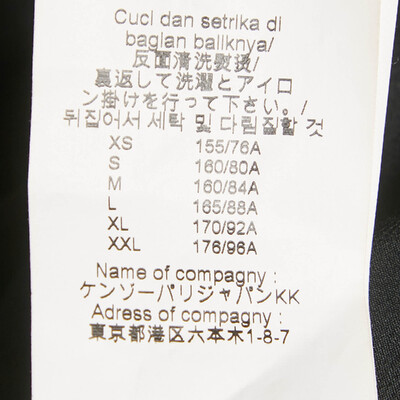 Cuci dan setrika di
bagian baliknya/
反面清洗熨烫/
裏返して洗濯とアイロ
ン掛けを行って下さい。/
뒤집어서 세탁 및 다림질할 것
XS 155/76A
S 160/80A
M 160/84A
L 165/88A
XL 170/92A
XXL 176/96A
Name of compagny :
ケンゾーパリジャパンKK
Adress of compagny :
東京都港区六本木1-8-7